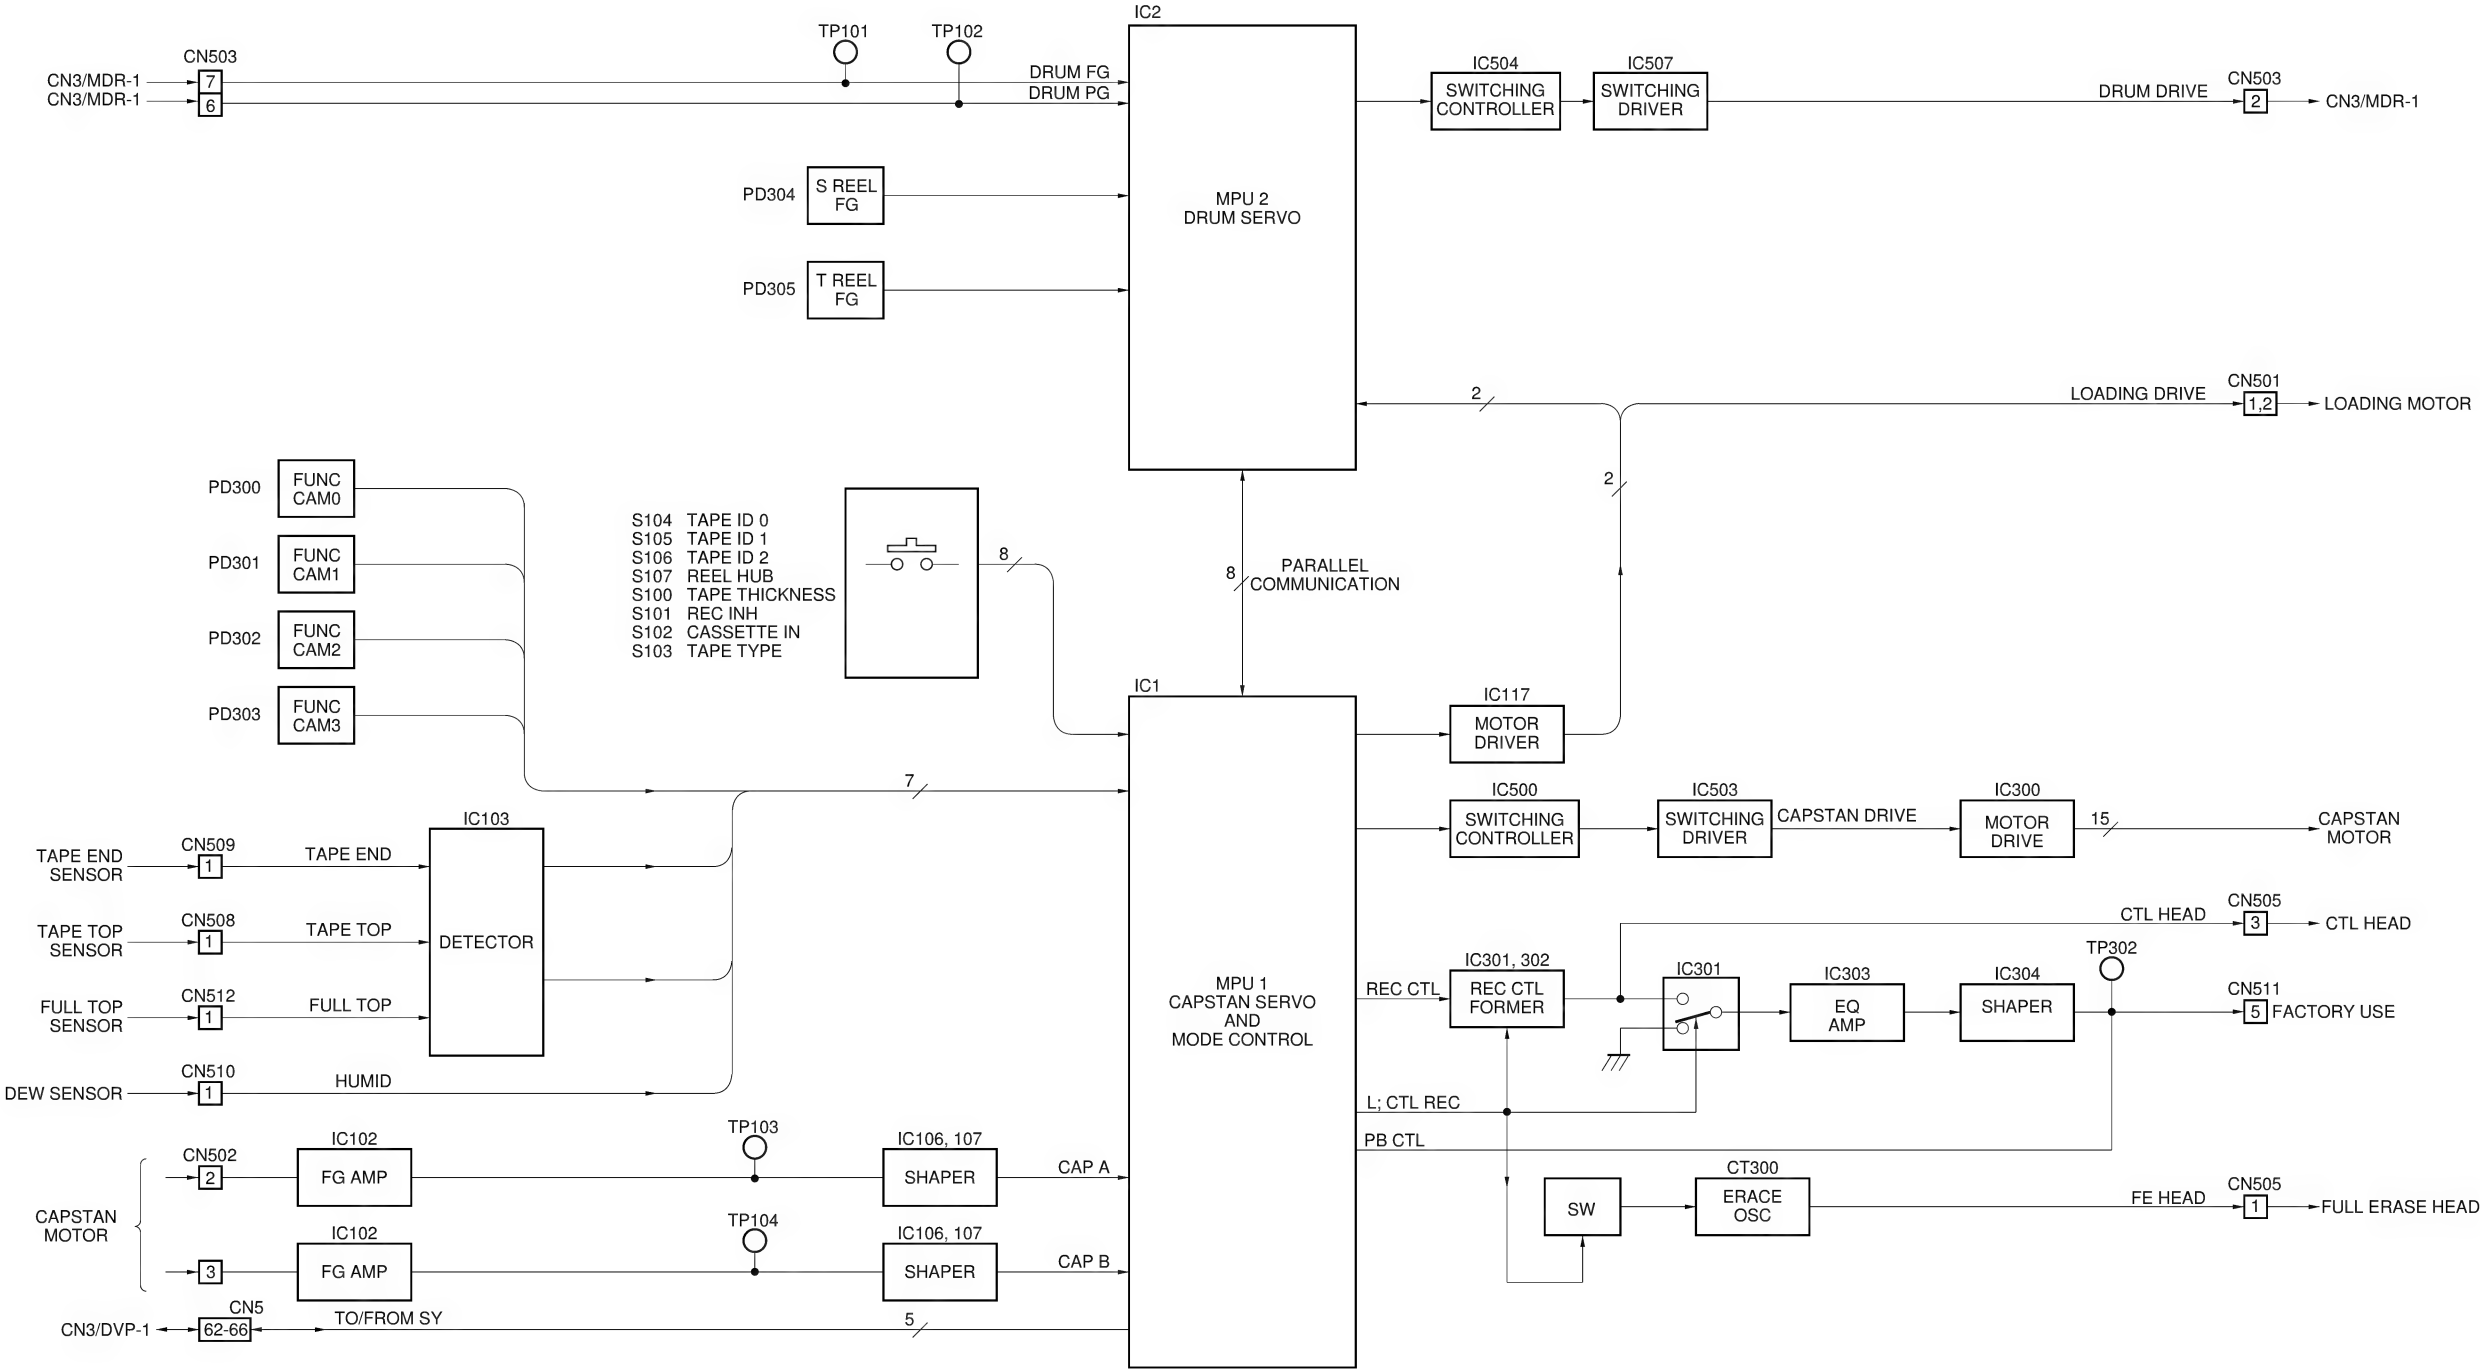 IC2
TP101
TP102
CN503
CN3/MDR-1
7
CN3/MDR-1
6
DRUM FG
DRUM PG
MPU 2
DRUM SERVO
IC504
SWITCHING
CONTROLLER
IC507
SWITCHING
DRIVER
DRUM DRIVE
CN503
2
CN3/MDR-1
PD304
S REEL
FG
PD305
T REEL
FG
2
LOADING DRIVE
CN501
1,2
LOADING MOTOR
2
PD300
FUNC
CAM0
PD301
FUNC
CAM1
PD302
FUNC
CAM2
PD303
FUNC
CAM3
S104 TAPE ID 0
S105 TAPE ID 1
S106 TAPE ID 2
S107 REEL HUB
S100 TAPE THICKNESS
S101 REC INH
S102 CASSETTE IN
S103 TAPE TYPE
8
8
PARALLEL
COMMUNICATION
IC1
MPU 1
CAPSTAN SERVO
AND
MODE CONTROL
IC117
MOTOR
DRIVER
7
IC500
SWITCHING
CONTROLLER
IC503
SWITCHING
DRIVER
CAPSTAN DRIVE
IC300
MOTOR
DRIVE
15
CAPSTAN
MOTOR
IC103
DETECTOR
TAPE END
SENSOR
CN509
1
TAPE END
TAPE TOP
SENSOR
CN508
1
TAPE TOP
FULL TOP
SENSOR
CN512
1
FULL TOP
DEW SENSOR
CN510
1
HUMID
CTL HEAD
CN505
3
CTL HEAD
REC CTL
IC301, 302
REC CTL
FORMER
IC301
IC303
EQ
AMP
IC304
SHAPER
TP302
CN511
5
FACTORY USE
L; CTL REC
PB CTL
SW
CT300
ERACE
OSC
FE HEAD
CN505
1
FULL ERASE HEAD
CAPSTAN
MOTOR
CN502
2
IC102
FG AMP
TP103
IC106, 107
SHAPER
CAP A
3
IC102
FG AMP
TP104
IC106, 107
SHAPER
CAP B
CN3/DVP-1
CN5
62-66
TO/FROM SY
5